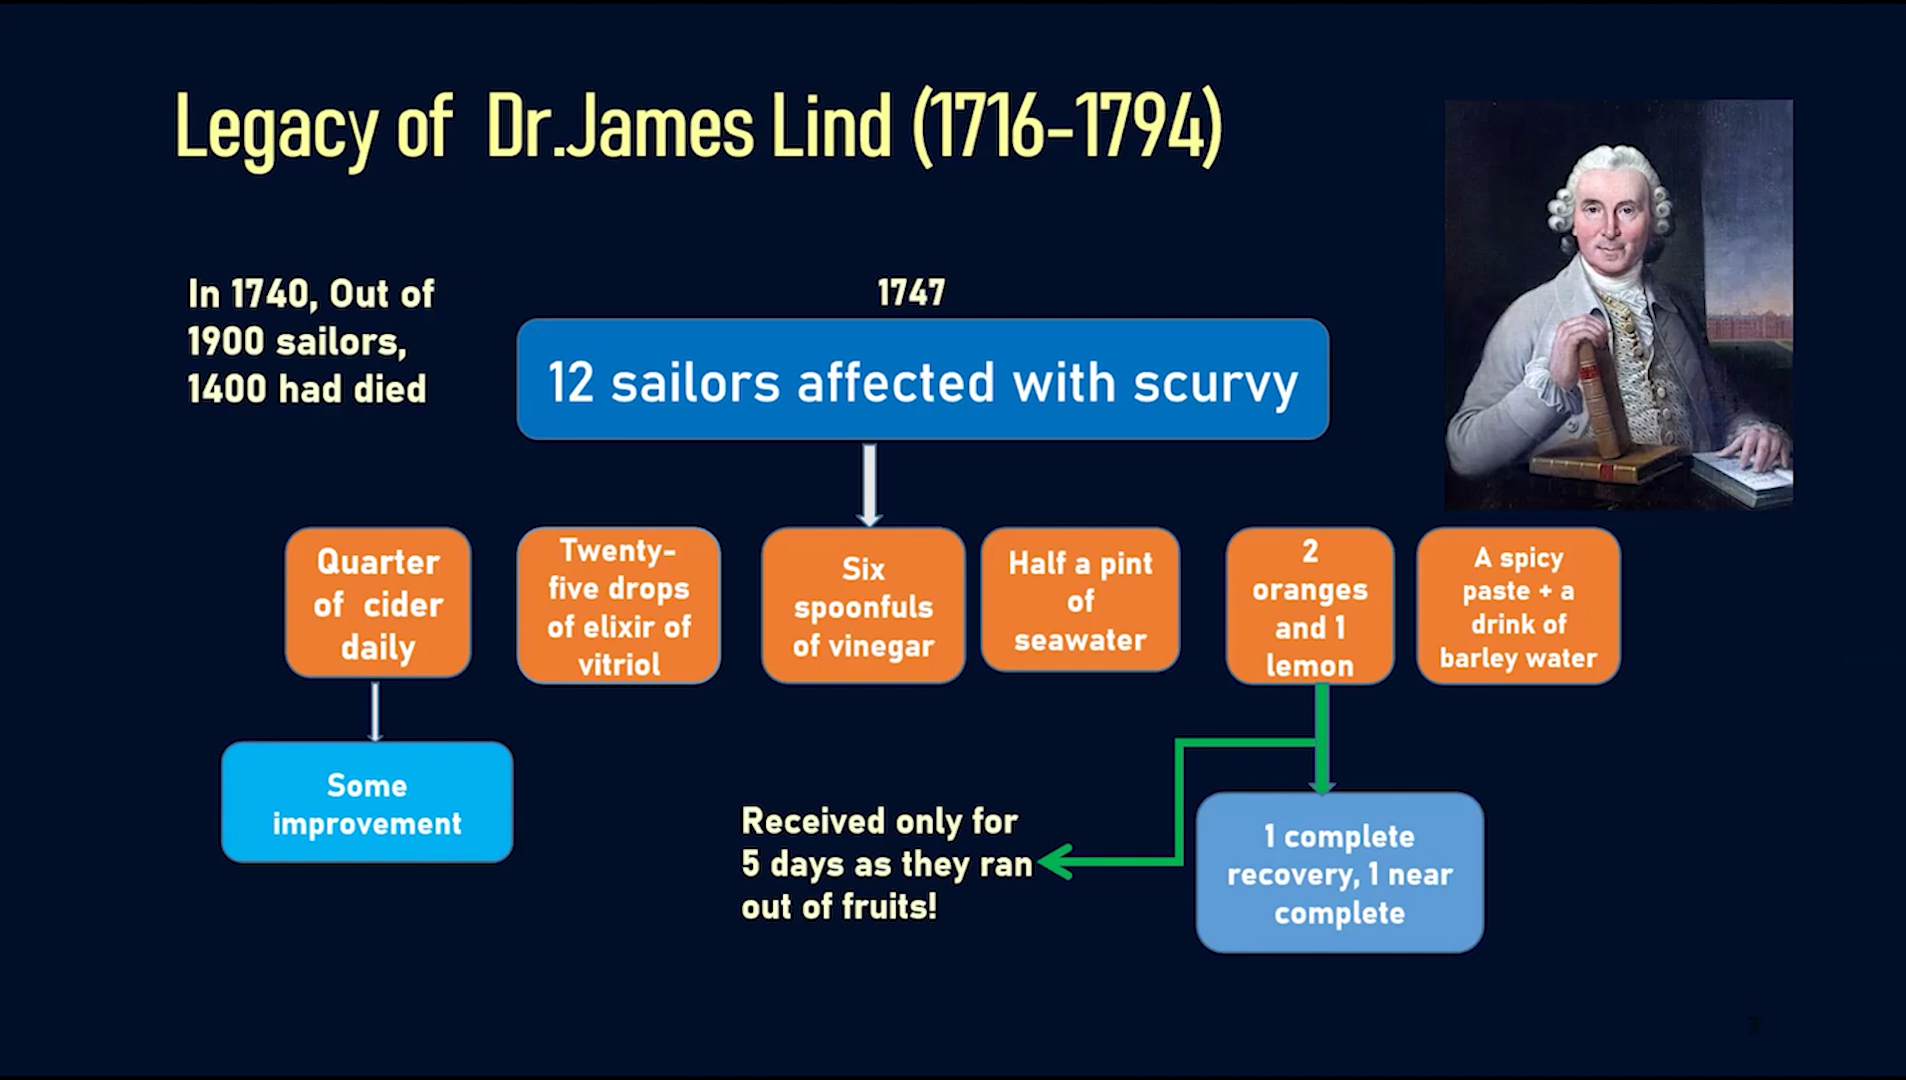 Legacy of Dr.James Lind (1716-1794)
In 1740, Out of
1900 sailors,
1400 had died
1747
12 sailors affected with scurvy
Quarter
of cider
daily
Twenty-
five drops
of elixir of
vitriol
Six
spoonfuls
of vinegar
Half a pint
of
seawater
2
oranges
and 1
lemon
A spicy
paste + a
drink of
barley water
Some
improvement
Received only for
5 days as they ran
out of fruits!
1 complete
recovery, 1 near
complete
7